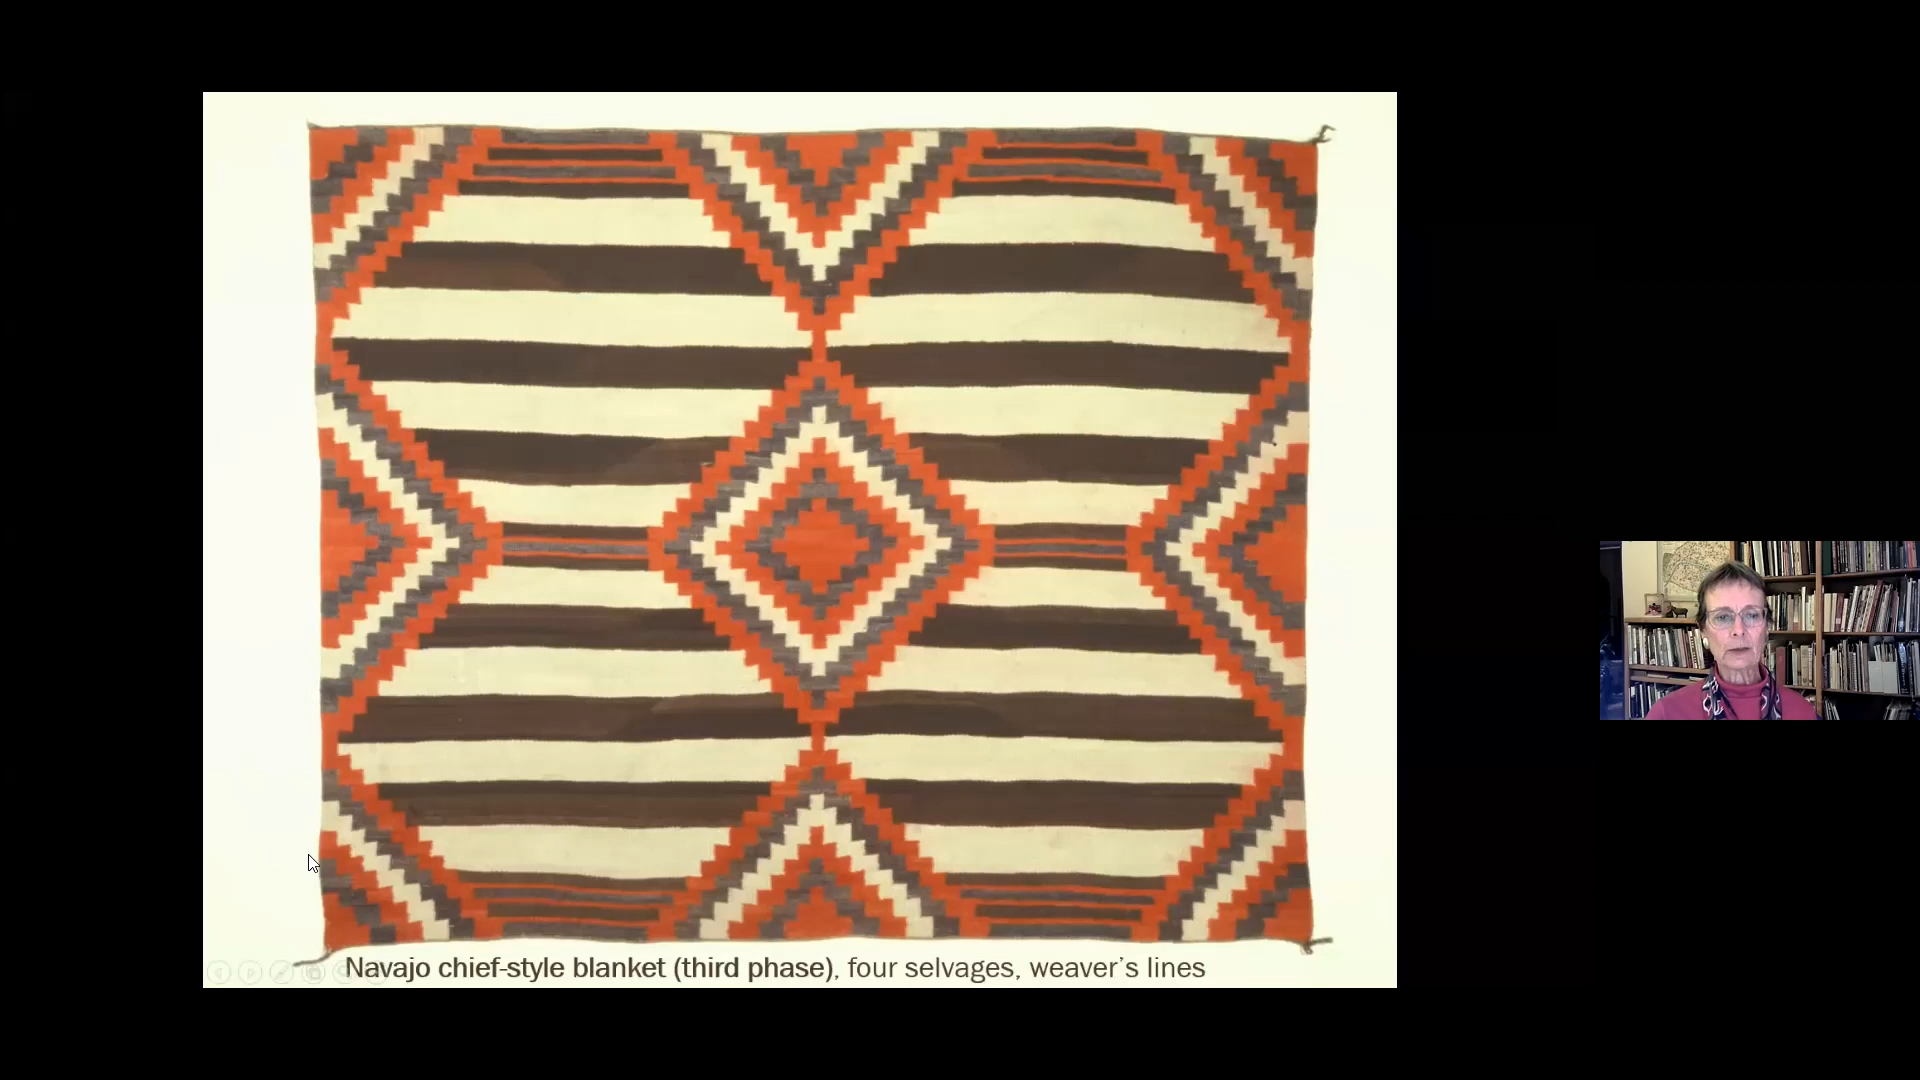 Navajo chief-style blanket (third phase), four selvages, weaver’s lines